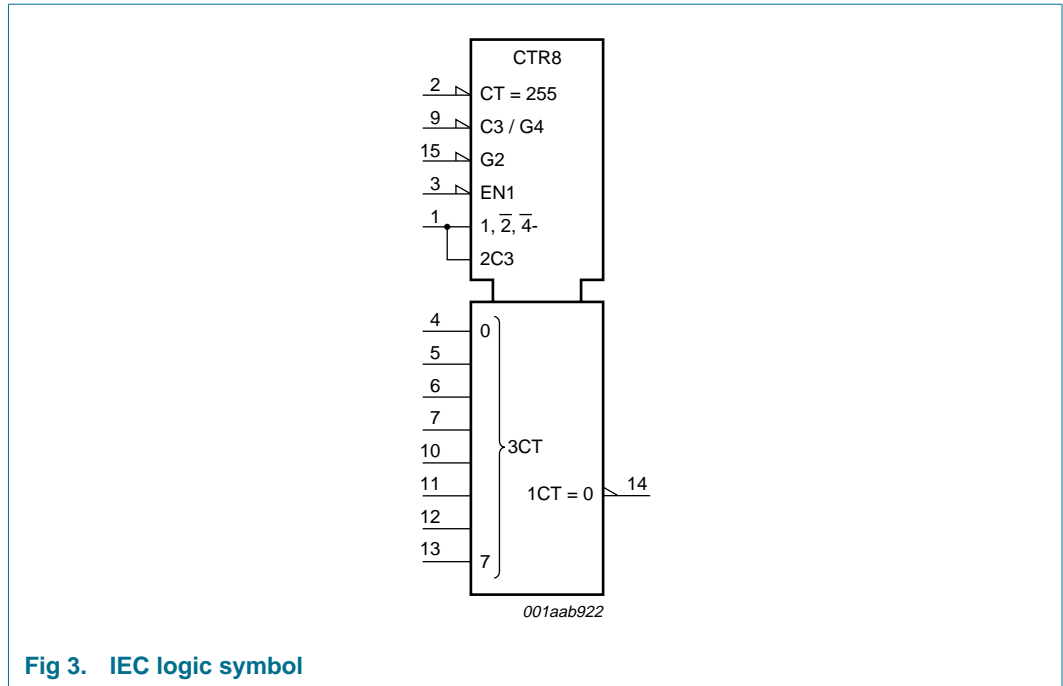 CTR8
2 CT = 255
9 C3 / G4
15 G2
3 EN1
1 1, 2̅, 4̅-
2C3
4 0
5
6
7
3CT
10
11
1CT = 0 14
12
13 7
001aab922
Fig 3. IEC logic symbol